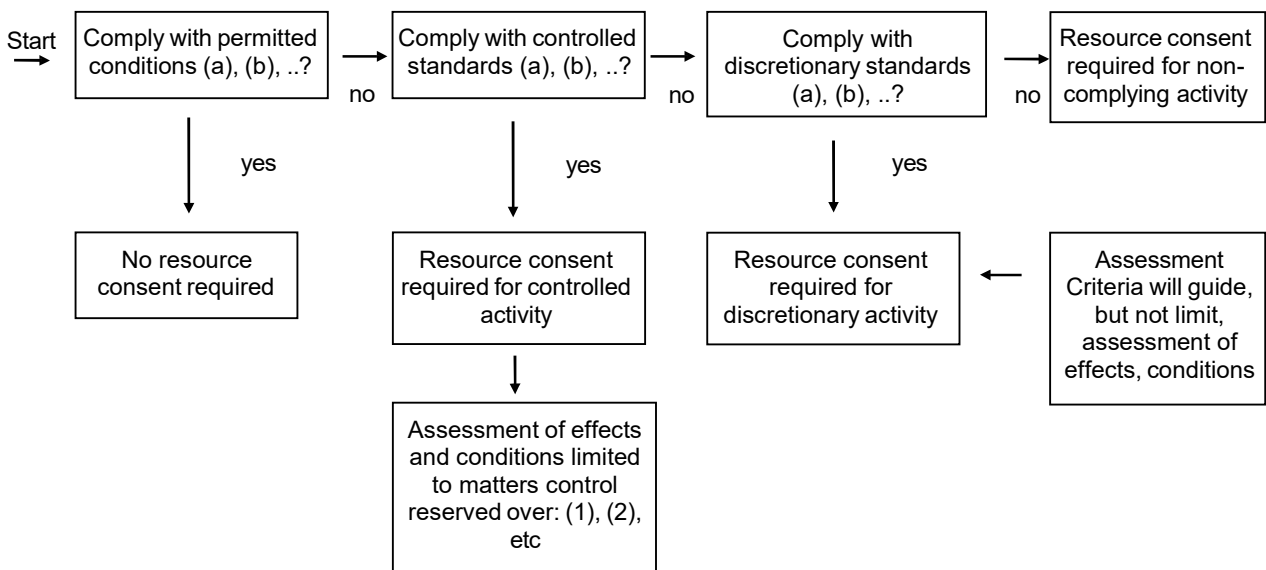 Start
Comply with permitted
conditions (a), (b), ..?
no
Comply with controlled
standards (a), (b), ..?
no
Comply with
discretionary standards
(a), (b), ..?
no
Resource consent
required for non-
complying activity
yes
yes
yes
No resource
consent required
Resource consent
required for controlled
activity
Resource consent
required for
discretionary activity
Assessment
Criteria will guide,
but not limit,
assessment of
effects, conditions
Assessment of effects
and conditions limited
to matters control
reserved over: (1), (2),
etc